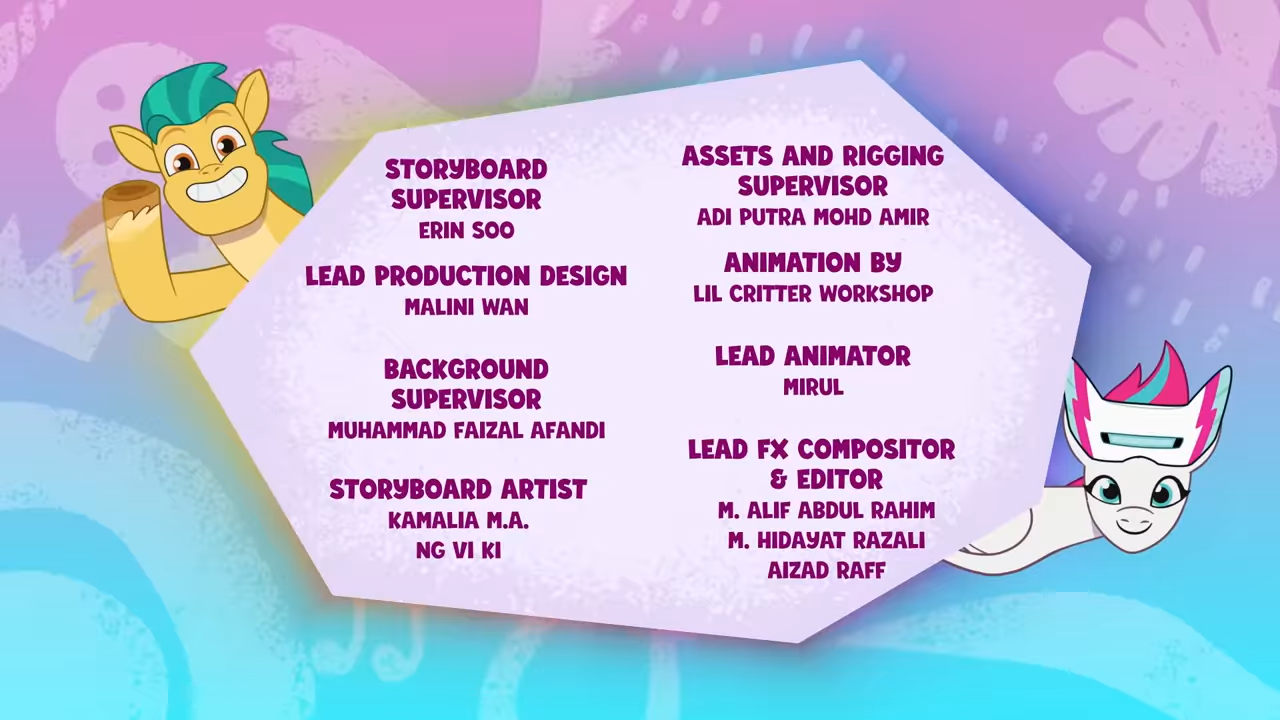 STORYBOARD
SUPERVISOR
ERIN SOO
LEAD PRODUCTION DESIGN
MALINI WAN
BACKGROUND
SUPERVISOR
MUHAMMAD FAIZAL AFANDI
STORYBOARD ARTIST
KAMALIA M.A.
NG VI KI
ASSETS AND RIGGING
SUPERVISOR
ADI PUTRA MOHD AMIR
ANIMATION BY
LIL CRITTER WORKSHOP
LEAD ANIMATOR
MIRUL
LEAD FX COMPOSITOR
& EDITOR
M. ALIF ABDUL RAHIM
M. HIDAYAT RAZALI
AIZAD RAFF